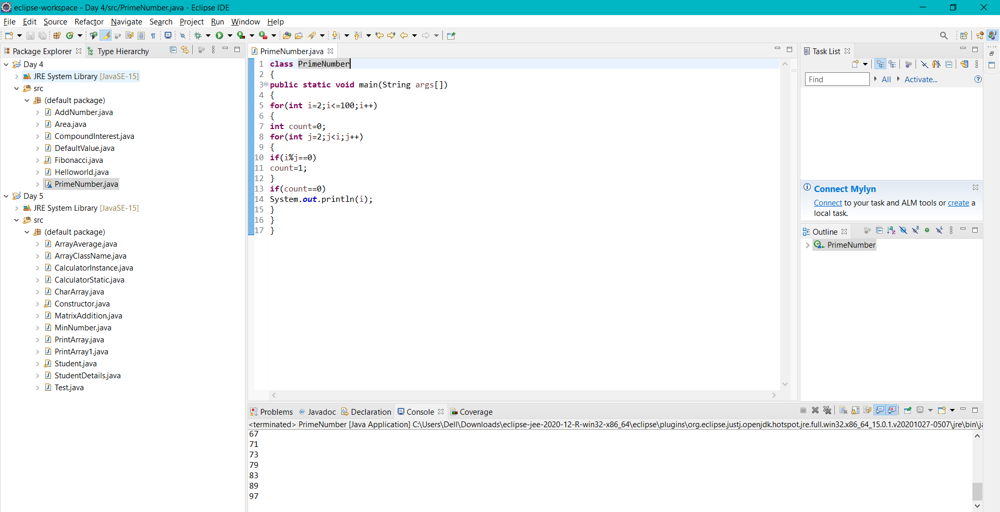 eclipse-workspace - Day 4/src/PrimeNumber.java - Eclipse IDE
File Edit Source Refactor Navigate Search Project Run Window Help
Package Explorer Type Hierarchy
Day 4
JRE System Library [JavaSE-15]
src
(default package)
AddNumber.java
Area.java
CompoundInterest.java
DefaultValue.java
Fibonacci.java
Helloworld.java
PrimeNumber.java
Day 5
JRE System Library [JavaSE-15]
src
(default package)
ArrayAverage.java
ArrayClassName.java
CalculatorInstance.java
CalculatorStatic.java
CharArray.java
Constructor.java
MatrixAddition.java
MinNumber.java
PrintArray.java
PrintArray1.java
Student.java
StudentDetails.java
Test.java
PrimeNumber.java
1 class PrimeNumber
2 {
3 public static void main(String args[])
4 {
5 for(int i=2;i<=100;i++)
6 {
7 int count=0;
8 for(int j=2;j<i;j++)
9 {
10 if(i%j==0)
11 count=1;
12 }
13 if(count==0)
14 System.out.println(i);
15 }
16 }
17 }
Task List
Find All Activate...
Connect Mylyn
Connect to your task and ALM tools or create a
local task.
Outline
PrimeNumber
Problems @ Javadoc Declaration Console Coverage
<terminated> PrimeNumber [Java Application] C:\Users\Dell\Downloads\eclipse-jee-2020-12-R-win32-x86_64\eclipse\plugins\org.eclipse.justj.openjdk.hotspot.jre.full.win32.x86_64_15.0.1.v20201027-0507\jre\bin\ja
67
71
73
79
83
89
97